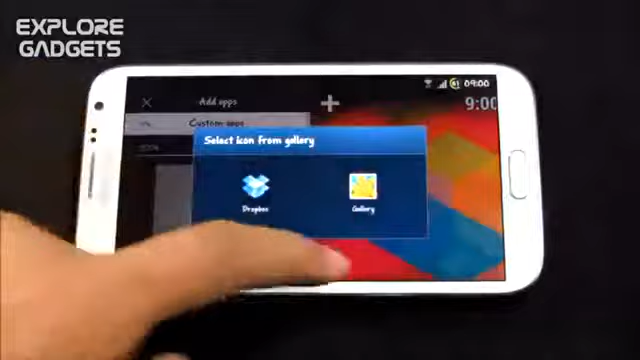 EXPLORE
GADGETS
09:00
Add apps
9:00
Custom apps
Select icon from gallery
Dropbox
Gallery